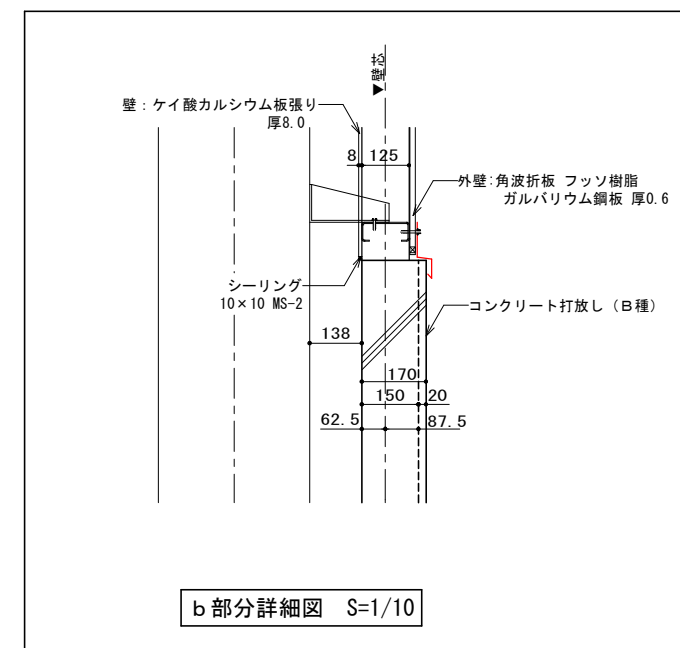 ▼壁芯
壁：ケイ酸カルシウム板張り
厚8.0
8
125
外壁:角波折板 フッソ樹脂
ガルバリウム鋼板 厚0.6
シーリング
10×10 MS-2
コンクリート打放し（B種）
138
170
150
20
62.5
87.5
b部分詳細図 S=1/10